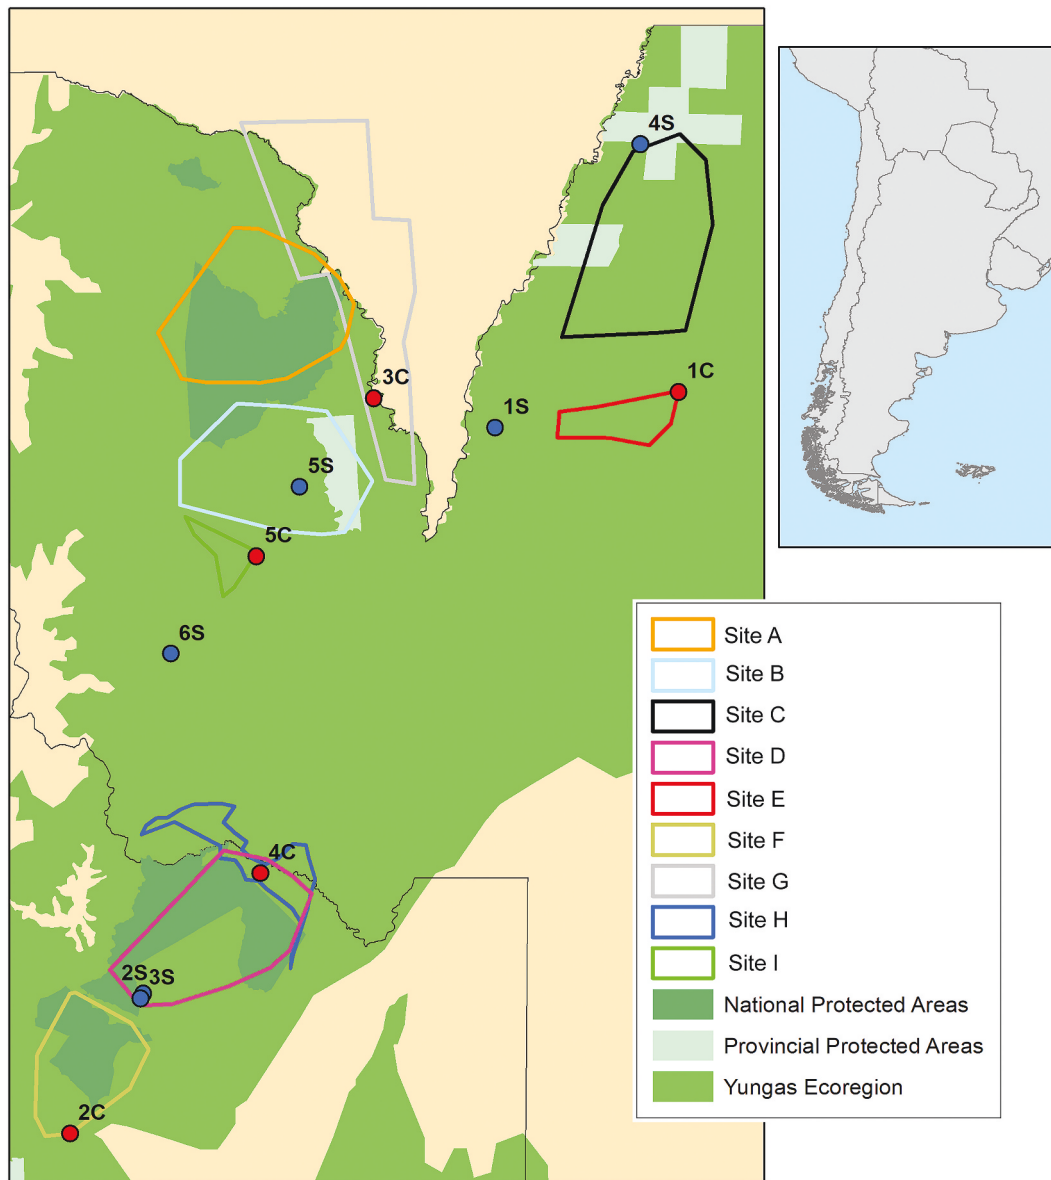 4S
1C
3C
1S
5S
5C
6S
4C
2S
3S
2C
Site A
Site B
Site C
Site D
Site E
Site F
Site G
Site H
Site I
National Protected Areas
Provincial Protected Areas
Yungas Ecoregion